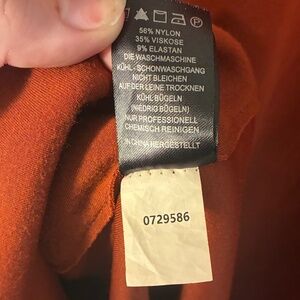 56% NYLON
35% VISKOSE
9% ELASTAN
DIE WASCHMASCHINE
KÜHL-SCHONWASCHGANG
NICHT BLEICHEN
AUF DER LEINE TROCKNEN
KÜHL BÜGELN
(NIEDRIG BÜGELN)
NUR PROFESSIONELL
CHEMISCH REINIGEN
IN CHINA HERGESTELLT
0729586